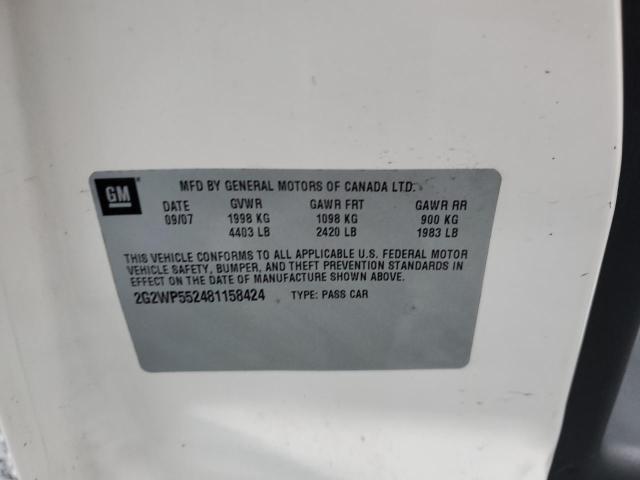 GM
MFD BY GENERAL MOTORS OF CANADA LTD.
DATE GVWR GAWR FRT GAWR RR
09/07 1998 KG 1098 KG 900 KG
4403 LB 2420 LB 1983 LB
THIS VEHICLE CONFORMS TO ALL APPLICABLE U.S. FEDERAL MOTOR
VEHICLE SAFETY, BUMPER, AND THEFT PREVENTION STANDARDS IN
EFFECT ON THE DATE OF MANUFACTURE SHOWN ABOVE.
2G2WP552481158424 TYPE: PASS CAR